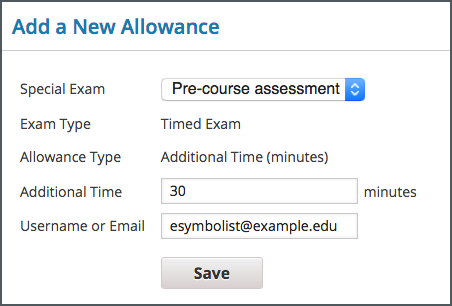 Add a New Allowance
Special Exam Pre-course assessment
Exam Type Timed Exam
Allowance Type Additional Time (minutes)
Additional Time 30 minutes
Username or Email esymbolist@example.edu
Save